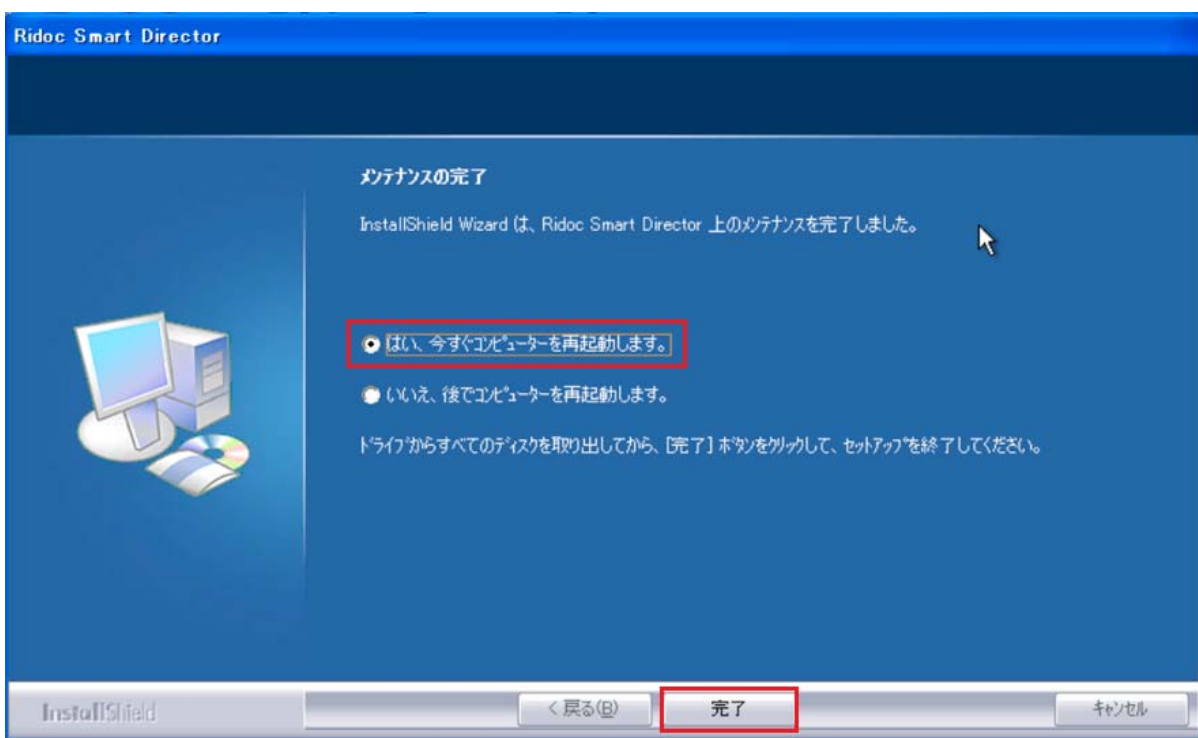 Ridoc Smart Director
メンテナンスの完了
InstallShield Wizard は、Ridoc Smart Director 上のメンテナンスを完了しました。
はい、今すぐコンピューターを再起動します。
いいえ、後でコンピューターを再起動します。
ドライブからすべてのディスクを取り出してから、[完了] ボタンをクリックして、セットアップを終了してください。
InstallShield
< 戻る(B)
完了
キャンセル